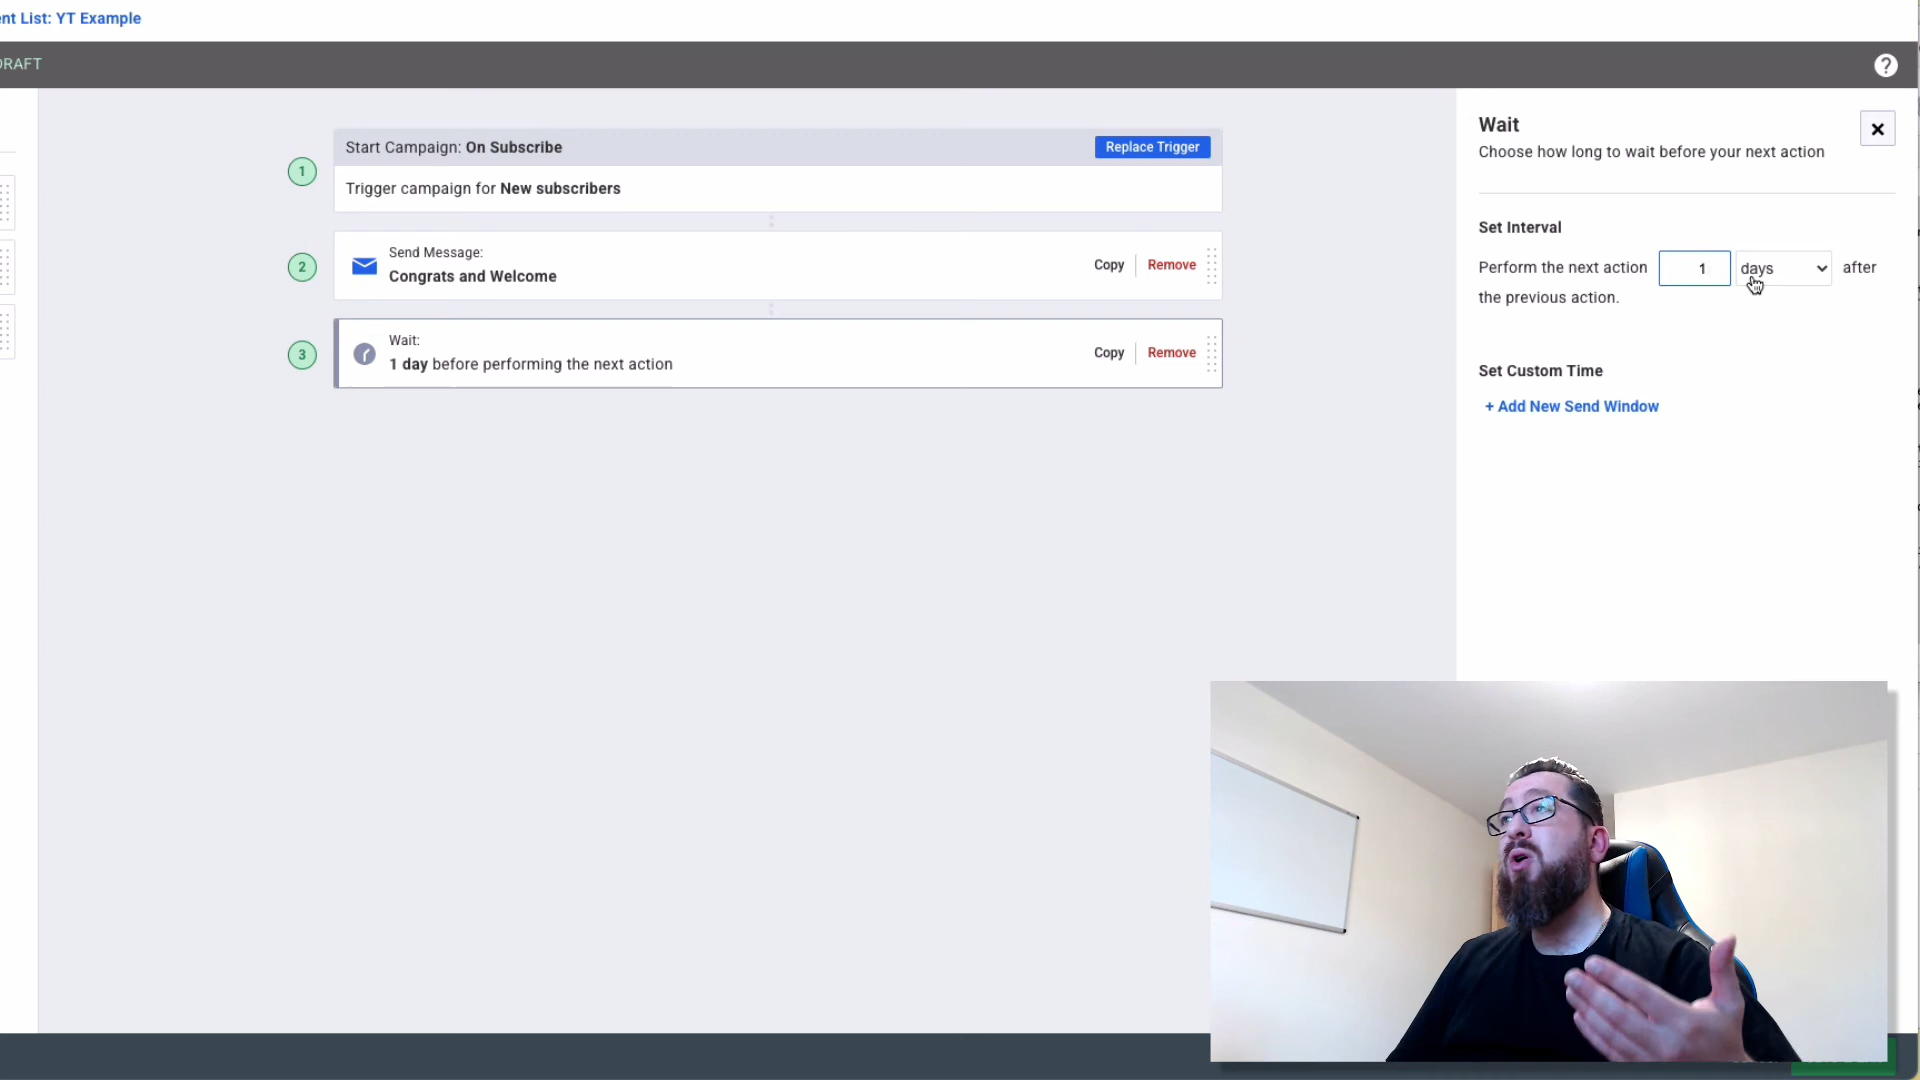 nt List: YT Example
DRAFT
?
Start Campaign: On Subscribe
Replace Trigger
1
Trigger campaign for New subscribers
2
Send Message:
Congrats and Welcome
Copy
Remove
3
Wait:
1 day before performing the next action
Copy
Remove
Wait
Choose how long to wait before your next action
Set Interval
Perform the next action 1 days after
the previous action.
Set Custom Time
+ Add New Send Window